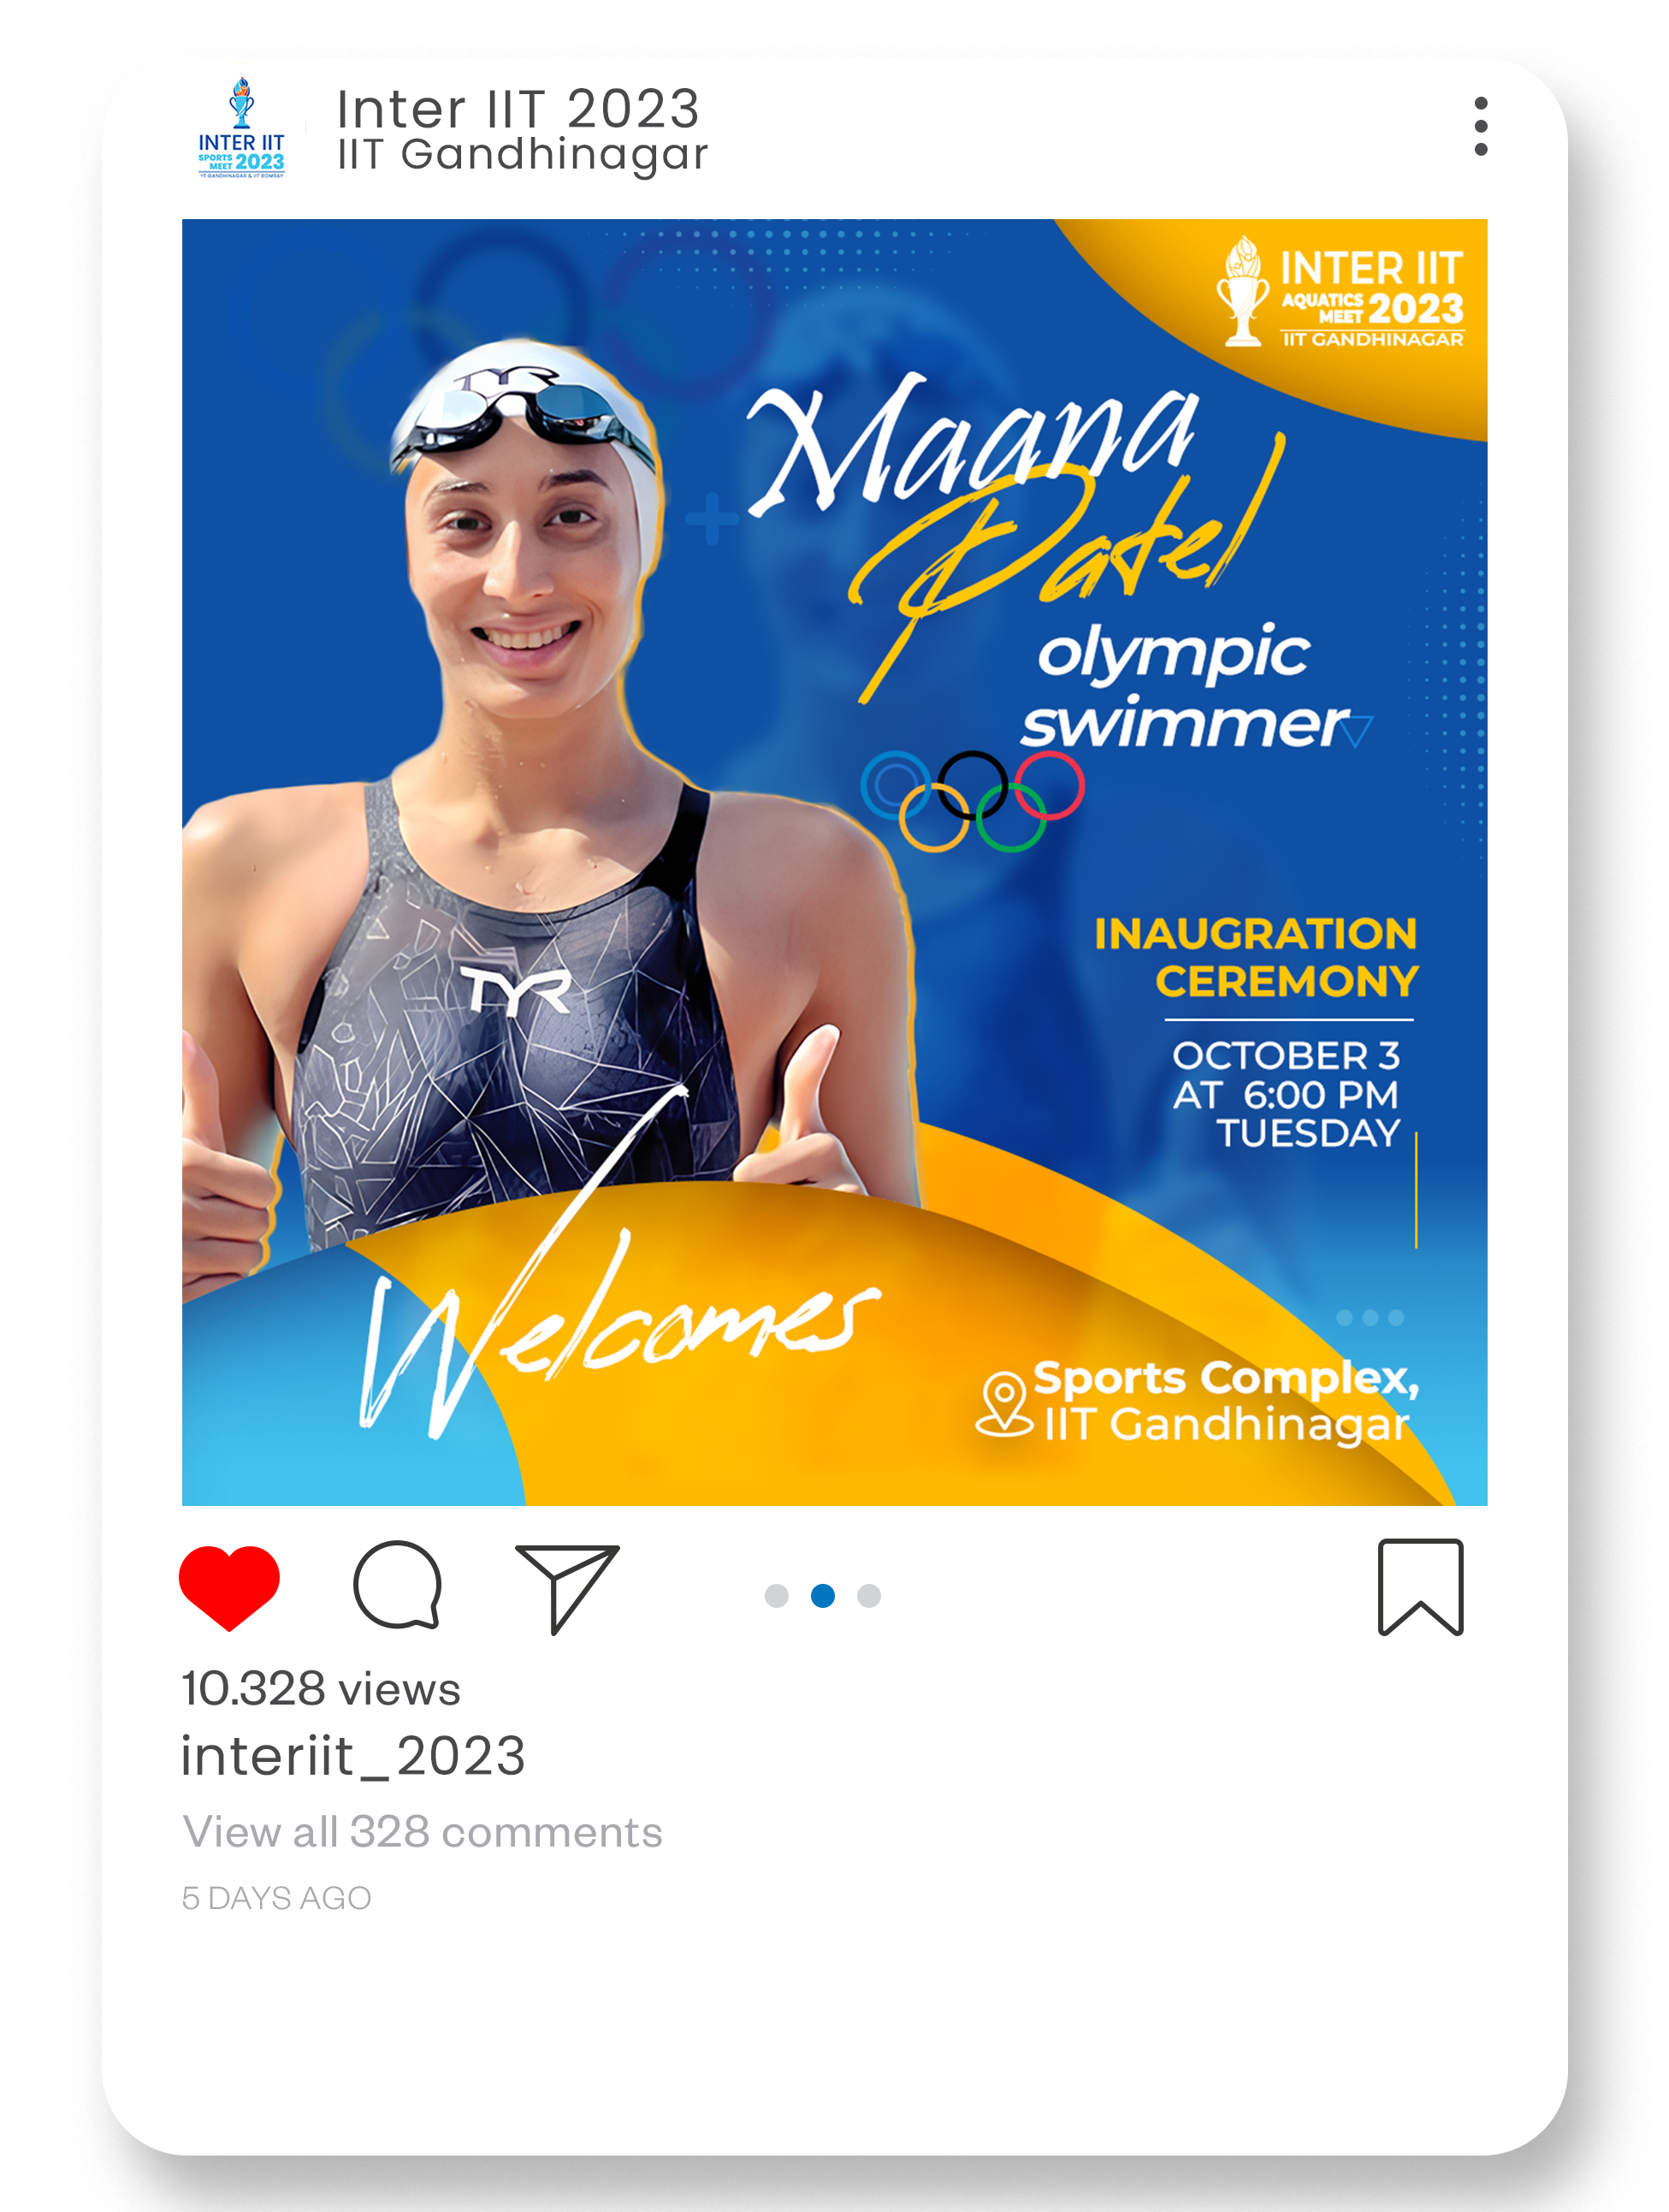 INTER IIT
SPORTS
MEET 2023
IIT GANDHINAGAR & IIT BOMBAY
Inter IIT 2023
IIT Gandhinagar
INTER IIT
AQUATICS
MEET 2023
IIT GANDHINAGAR
TYR
Maana
Patel
olympic
swimmer
TYR
INAUGRATION
CEREMONY
OCTOBER 3
AT 6:00 PM
TUESDAY
Welcomes
Sports Complex,
IIT Gandhinagar
10.328 views
interiit_2023
View all 328 comments
5 DAYS AGO